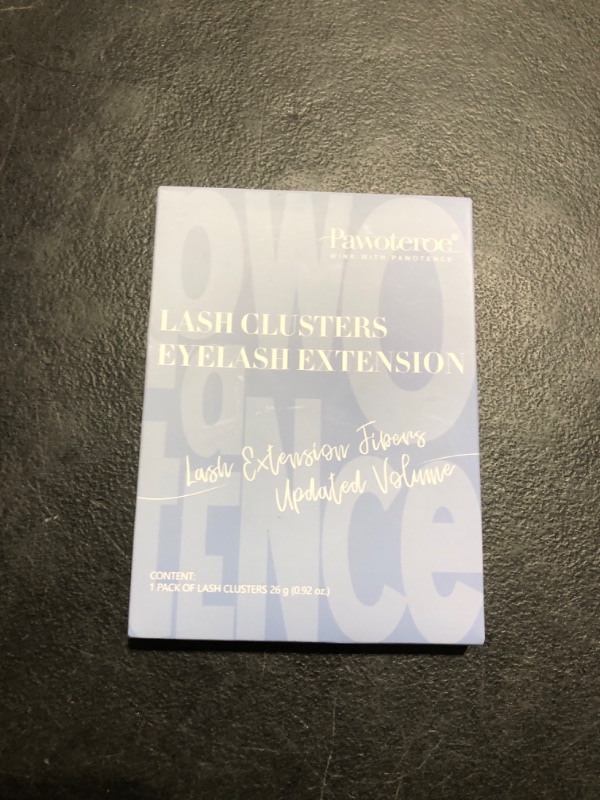 Pawoteroe®
WINK WITH PAWOTENCE
LASH CLUSTERS
EYELASH EXTENSION
Lash Extension Fibers
Updated Volume
CONTENT:
1 PACK OF LASH CLUSTERS 26 g (0.92 oz.)